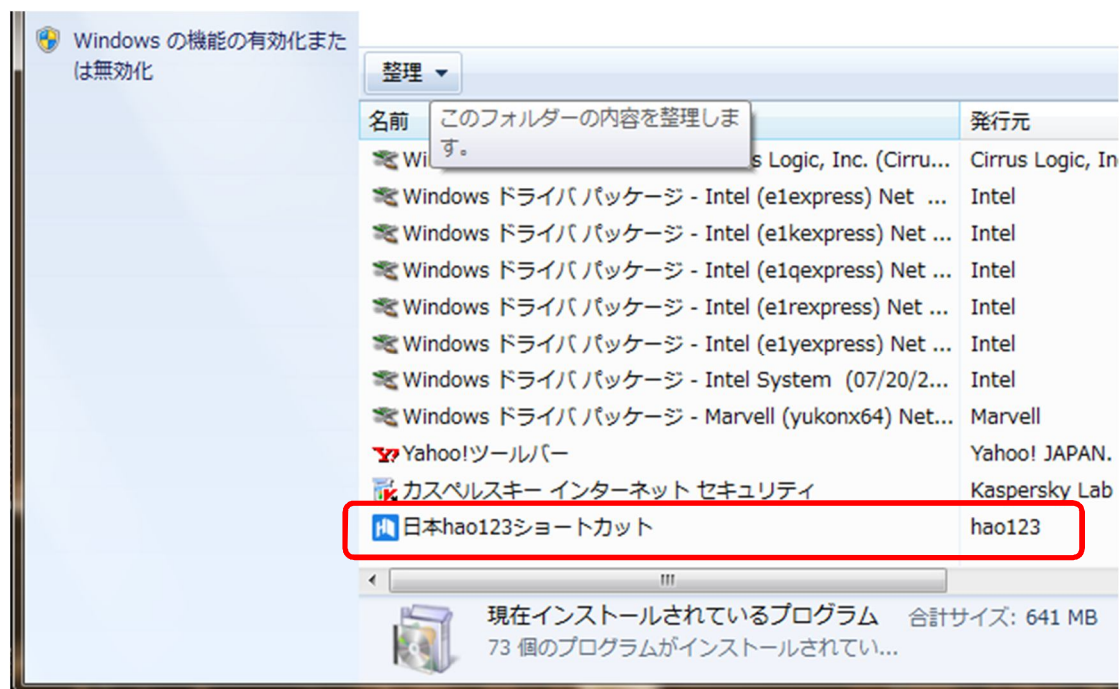 Windows の機能の有効化また
は無効化
整理
名前
このフォルダーの内容を整理しま
す。
発行元
Wi s Logic, Inc. (Cirru... Cirrus Logic, In
Windows ドライバ パッケージ - Intel (e1express) Net ... Intel
Windows ドライバ パッケージ - Intel (e1kexpress) Net ... Intel
Windows ドライバ パッケージ - Intel (e1qexpress) Net ... Intel
Windows ドライバ パッケージ - Intel (e1rexpress) Net ... Intel
Windows ドライバ パッケージ - Intel (e1yexpress) Net ... Intel
Windows ドライバ パッケージ - Intel System (07/20/2... Intel
Windows ドライバ パッケージ - Marvell (yukonx64) Net... Marvell
Yahoo!ツールバー Yahoo! JAPAN.
カスペルスキー インターネット セキュリティ Kaspersky Lab
日本hao123ショートカット hao123
現在インストールされているプログラム 合計サイズ: 641 MB
73 個のプログラムがインストールされてい...